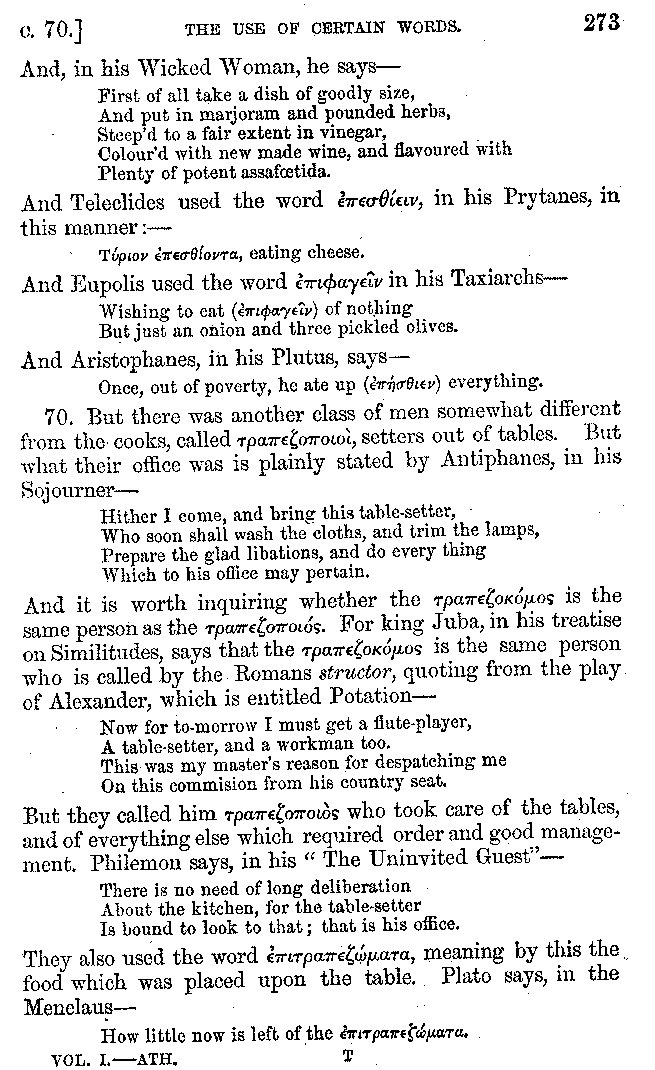 c. 70.] THE USE OF CERTAIN WORDS. 273
And, in his Wicked Woman, he says—
First of all take a dish of goodly size,
And put in marjoram and pounded herbs,
Steep'd to a fair extent in vinegar,
Colour'd with new made wine, and flavoured with
Plenty of potent assafœtida.
And Teleclides used the word ἐπεσθίειν, in his Prytanes, in
this manner :—
Τύριον ἐπεσθίοντα, eating cheese.
And Eupolis used the word ἐπιφαγεῖν in his Taxiarchs—
Wishing to eat (ἐπιφαγεῖν) of nothing
But just an onion and three pickled olives.
And Aristophanes, in his Plutus, says—
Once, out of poverty, he ate up (ἐπήσθιεν) everything.
70. But there was another class of men somewhat different
from the cooks, called τραπεζοποιοὶ, setters out of tables. But
what their office was is plainly stated by Antiphanes, in his
Sojourner—
Hither I come, and bring this table-setter,
Who soon shall wash the cloths, and trim the lamps,
Prepare the glad libations, and do every thing
Which to his office may pertain.
And it is worth inquiring whether the τραπεζοκόμος is the
same person as the τραπεζοποιός. For king Juba, in his treatise
on Similitudes, says that the τραπεζοκόμος is the same person
who is called by the Romans structor, quoting from the play
of Alexander, which is entitled Potation—
Now for to-morrow I must get a flute-player,
A table-setter, and a workman too.
This was my master's reason for despatching me
On this commision from his country seat.
But they called him τραπεζοποιὸς who took care of the tables,
and of everything else which required order and good manage-
ment. Philemon says, in his " The Uninvited Guest"—
There is no need of long deliberation
About the kitchen, for the table-setter
Is bound to look to that; that is his office.
They also used the word ἐπιτραπεζώματα, meaning by this the
food which was placed upon the table. Plato says, in the
Menelaus—
How little now is left of the ἐπιτραπεζώματα.
VOL. I.—ATH. T